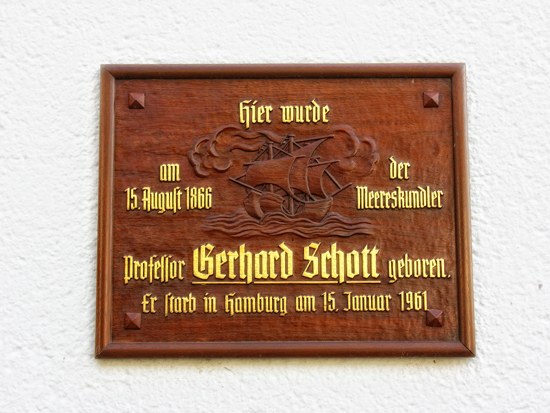 Hier wurde
am der
15. August 1866 Meereskundler
Professor Gerhard Schott geboren.
Er starb in Hamburg am 15. Januar 1961